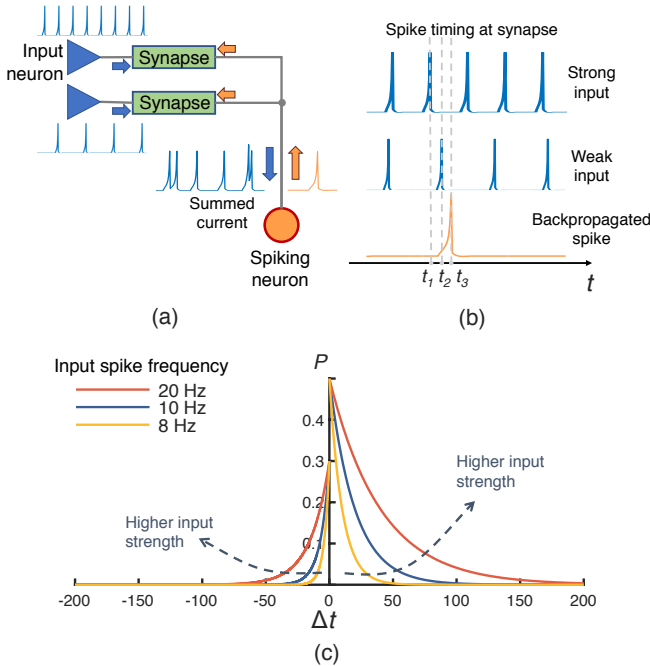 Input
neuron
Synapse
Synapse
Summed
current
Spiking
neuron
(a)
Spike timing at synapse
Strong
input
Weak
input
Backpropagated
spike
t1 t2 t3
t
(b)
Input spike frequency
20 Hz
10 Hz
8 Hz
P
0.4
0.3
0.2
0.1
Higher input
strength
Higher input
strength
-200 -150 -100 -50 0 50 100 150 200
Δt
(c)